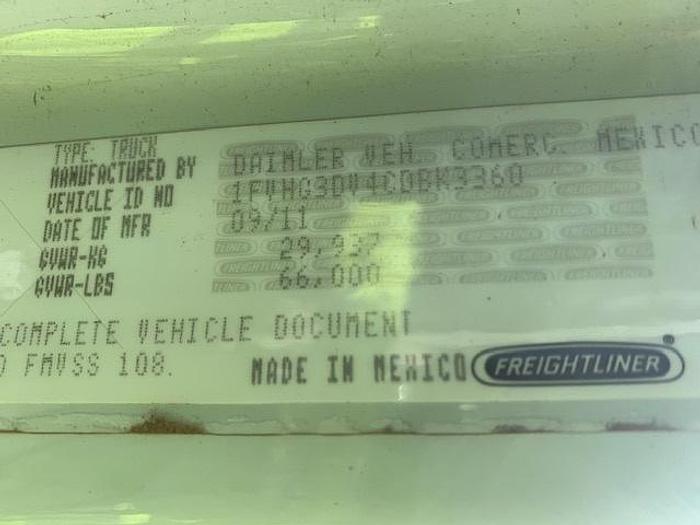 TYPE: TRUCK
MANUFACTURED BY DAIMLER VEH. COMERC. MEXICO
VEHICLE ID NO 1FVHG3DV4CDBK3360
DATE OF MFR 09/11
GVWR-KG 29,937
GVWR-LBS 66,000
COMPLETE VEHICLE DOCUMENT
FMVSS 108.
MADE IN MEXICO FREIGHTLINER